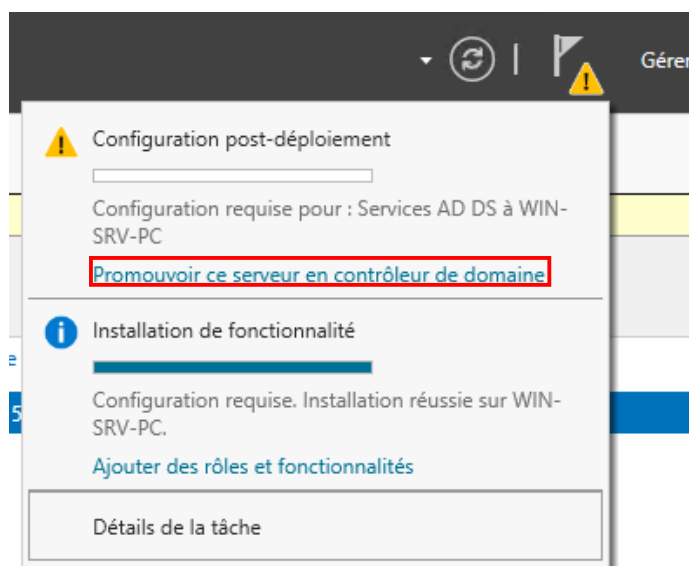 Gérer
Configuration post-déploiement
Configuration requise pour : Services AD DS à WIN-
SRV-PC
Promouvoir ce serveur en contrôleur de domaine
Installation de fonctionnalité
e
5
Configuration requise. Installation réussie sur WIN-
SRV-PC.
Ajouter des rôles et fonctionnalités
Détails de la tâche